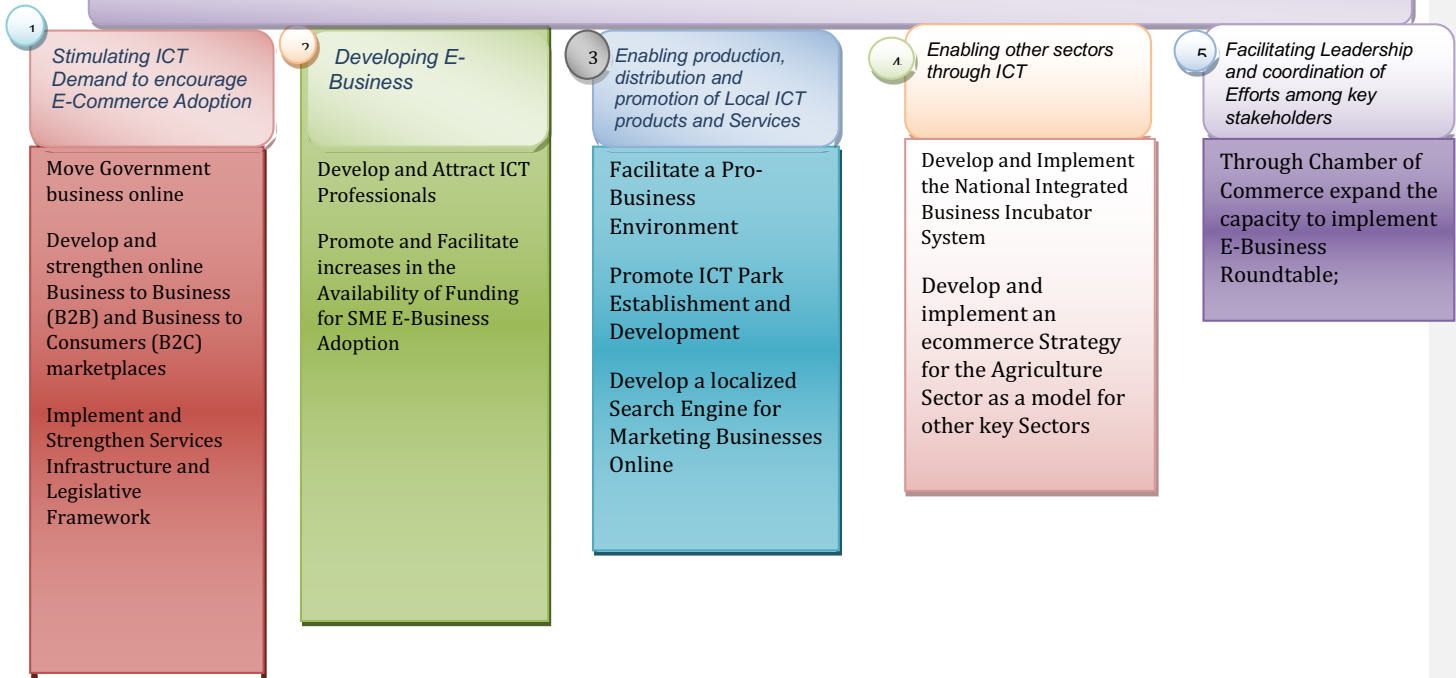 1
Stimulating ICT
Demand to encourage
E-Commerce Adoption
Move Government
business online
Develop and
strengthen online
Business to Business
(B2B) and Business to
Consumers (B2C)
marketplaces
Implement and
Strengthen Services
Infrastructure and
Legislative
Framework
2
Developing E-
Business
Develop and Attract ICT
Professionals
Promote and Facilitate
increases in the
Availability of Funding
for SME E-Business
Adoption
3
Enabling production,
distribution and
promotion of Local ICT
products and Services
Facilitate a Pro-
Business
Environment
Promote ICT Park
Establishment and
Development
Develop a localized
Search Engine for
Marketing Businesses
Online
4
Enabling other sectors
through ICT
Develop and Implement
the National Integrated
Business Incubator
System
Develop and
implement an
ecommerce Strategy
for the Agriculture
Sector as a model for
other key Sectors
5
Facilitating Leadership
and coordination of
Efforts among key
stakeholders
Through Chamber of
Commerce expand the
capacity to implement
E-Business
Roundtable;